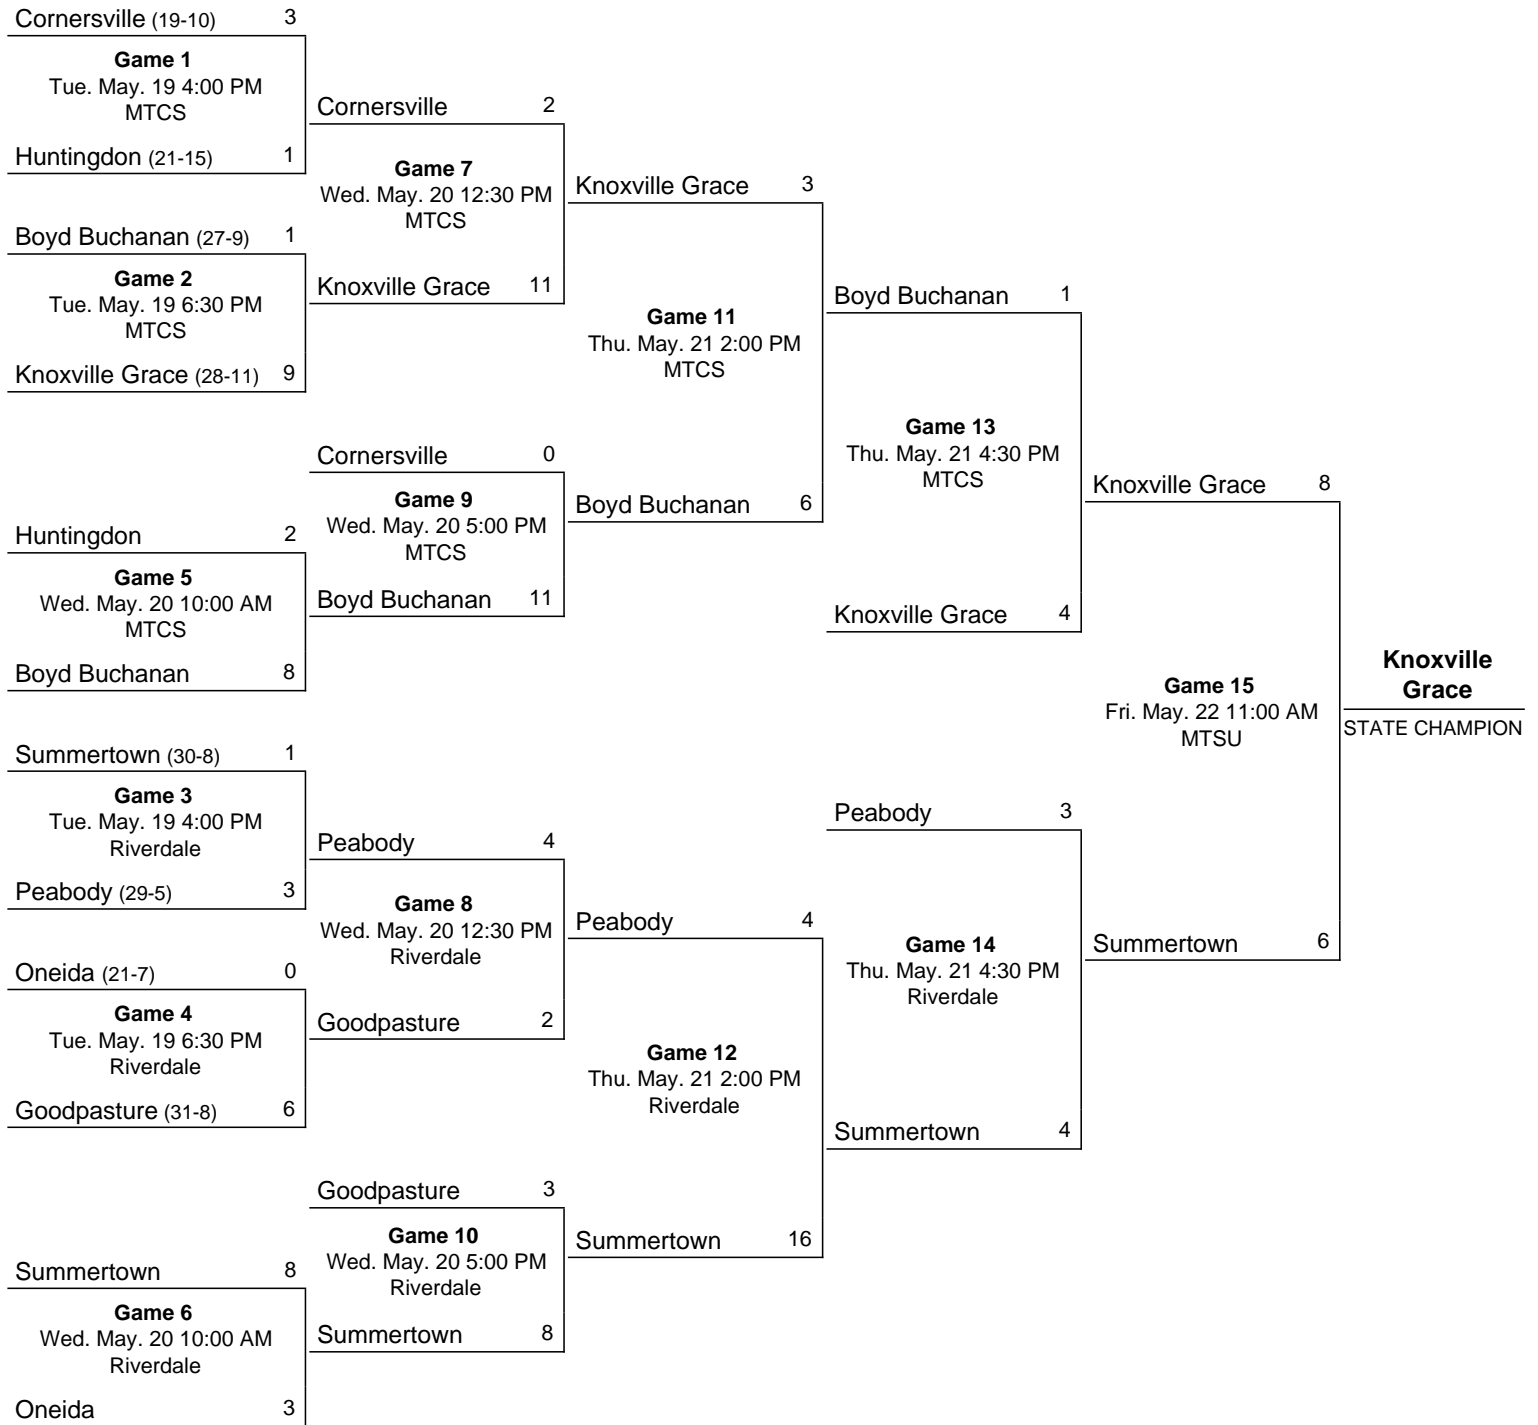 Cornersville (19-10) 3
Game 1
Tue. May. 19 4:00 PM
MTCS
Huntingdon (21-15) 1
Boyd Buchanan (27-9) 1
Game 2
Tue. May. 19 6:30 PM
MTCS
Knoxville Grace (28-11) 9
Huntingdon 2
Game 5
Wed. May. 20 10:00 AM
MTCS
Boyd Buchanan 8
Summertown (30-8) 1
Game 3
Tue. May. 19 4:00 PM
Riverdale
Peabody (29-5) 3
Oneida (21-7) 0
Game 4
Tue. May. 19 6:30 PM
Riverdale
Goodpasture (31-8) 6
Summertown 8
Game 6
Wed. May. 20 10:00 AM
Riverdale
Oneida 3
Cornersville 2
Game 7
Wed. May. 20 12:30 PM
MTCS
Knoxville Grace 11
Cornersville 0
Game 9
Wed. May. 20 5:00 PM
MTCS
Boyd Buchanan 11
Peabody 4
Game 8
Wed. May. 20 12:30 PM
Riverdale
Goodpasture 2
Goodpasture 3
Game 10
Wed. May. 20 5:00 PM
Riverdale
Summertown 8
Knoxville Grace 3
Game 11
Thu. May. 21 2:00 PM
MTCS
Boyd Buchanan 6
Peabody 4
Game 12
Thu. May. 21 2:00 PM
Riverdale
Summertown 16
Boyd Buchanan 1
Game 13
Thu. May. 21 4:30 PM
MTCS
Knoxville Grace 4
Peabody 3
Game 14
Thu. May. 21 4:30 PM
Riverdale
Summertown 4
Knoxville Grace 8
Game 15
Fri. May. 22 11:00 AM
MTSU
Summertown 6
Knoxville
Grace
STATE CHAMPION